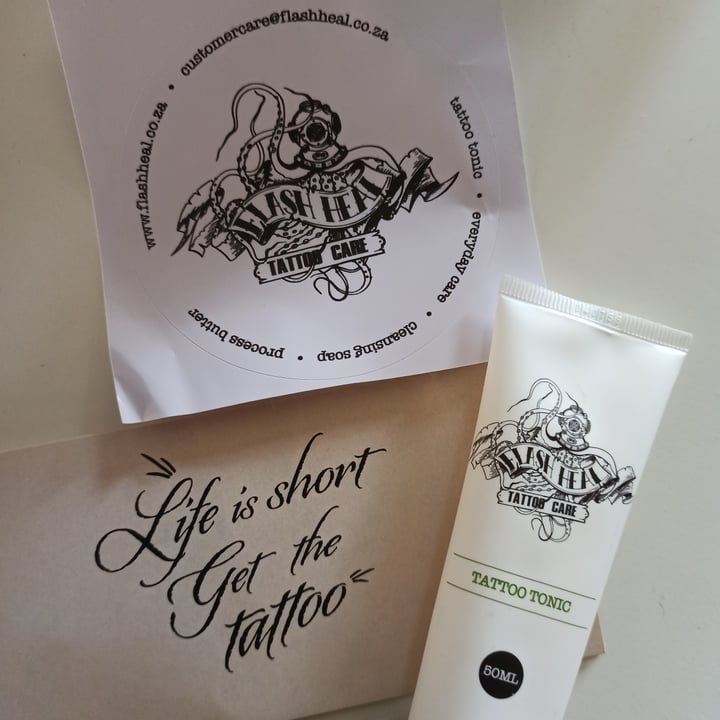 www.flashheal.co.za • customercare@flashheal.co.za
tattoo tonic • everyday care • cleansing soap • process butter
FLASH HEAL
TATTOO CARE
"Life is short
Get the
tattoo"
FLASH HEAL
TATTOO CARE
TATTOO TONIC
50ML